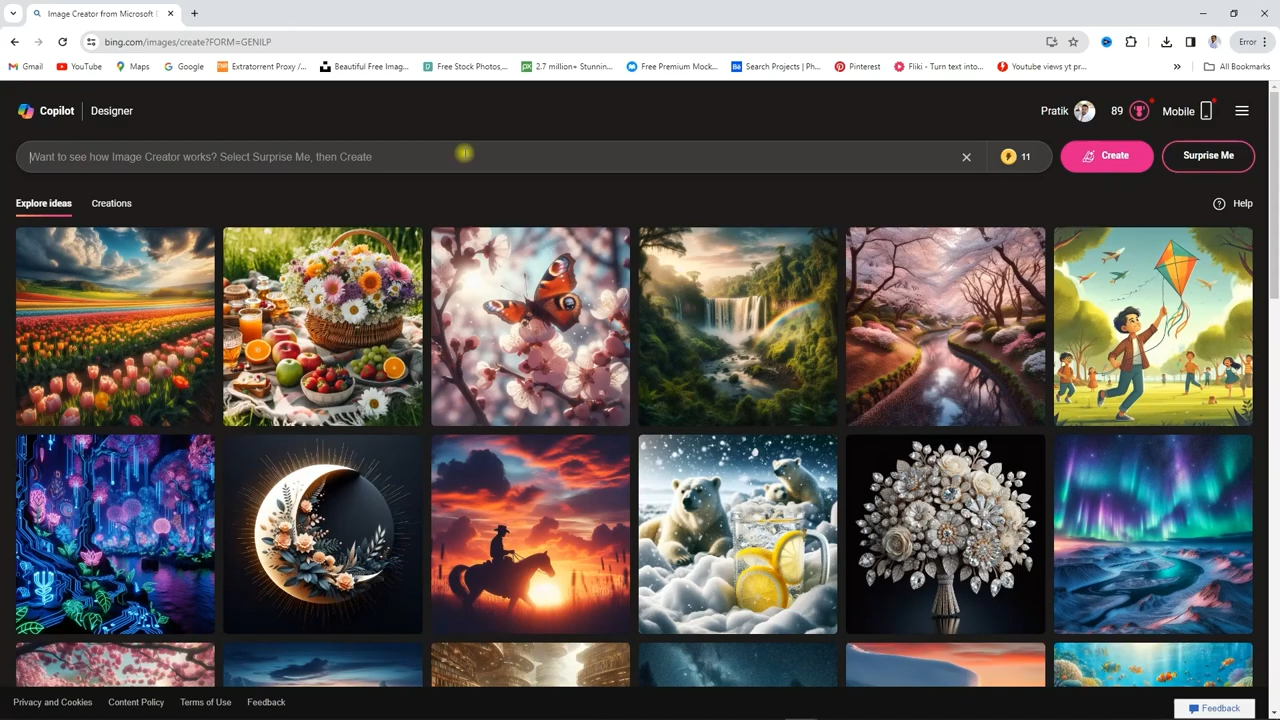 Image Creator from Microsoft
bing.com/images/create?FORM=GENILP
Error
Gmail
YouTube
Maps
Google
Extratorrent Proxy /...
Beautiful Free Imag...
Free Stock Photos,...
2.7 million+ Stunnin...
Free Premium Mock...
Search Projects | Ph...
Pinterest
Fliki - Turn text into...
Youtube views yt pr...
»
All Bookmarks
Copilot
Designer
Pratik
89
Mobile
Want to see how Image Creator works? Select Surprise Me, then Create
11
Create
Surprise Me
Explore ideas
Creations
Help
Privacy and Cookies
Content Policy
Terms of Use
Feedback
Feedback